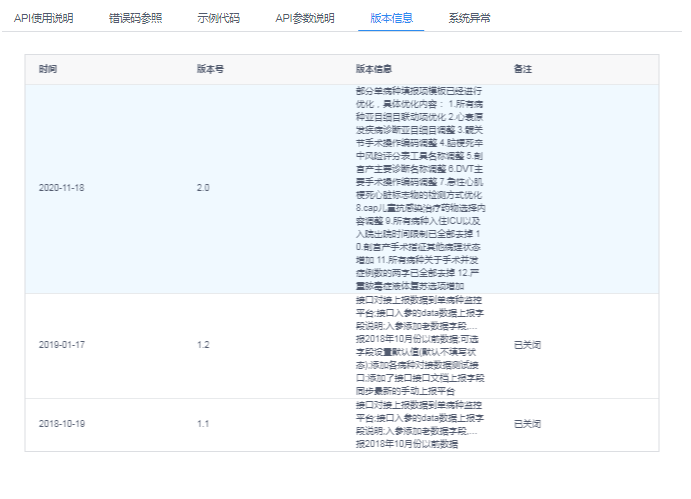 API使用说明 错误码参照 示例代码 API参数说明 版本信息 系统异常
时间 版本号 版本信息 备注
部分单病种填报项模板已经进行
优化，具体优化内容： 1.所有病
种亚目细目联动项优化 2.心衰原
发疾病诊断亚目细目调整 3.髋关
节手术操作编码调整 4.脑梗死卒
中风险评分表工具名称调整 5.剖
宫产主要诊断名称调整 6.DVT主
要手术操作编码调整 7.急性心肌
2020-11-18 2.0
梗死心脏标志物的检测方式优化
8.cap儿童抗感染治疗药物选择内
容调整 9.所有病种入住ICU以及
入院出院时间限制已全部去掉 1
0.剖宫产手术指征其他病理状态
增加 11.所有病种关于手术并发
症例数的两字已全部去掉 12.严
重脓毒症液体复苏选项增加
接口对接上报数据到单病种监控
平台;接口入参的data数据上报字
段说明;入参添加老数据字段,...
报2018年10月份以前数据;可选
2019-01-17 1.2 字段设置默认值(默认不填写状 已关闭
态);添加各病种对接数据测试接
口;添加了接口接口文档上报字段
同步最新的手动上报平台
接口对接上报数据到单病种监控
平台;接口入参的data数据上报字
2018-10-19 1.1 段说明;入参添加老数据字段,... 已关闭
报2018年10月份以前数据